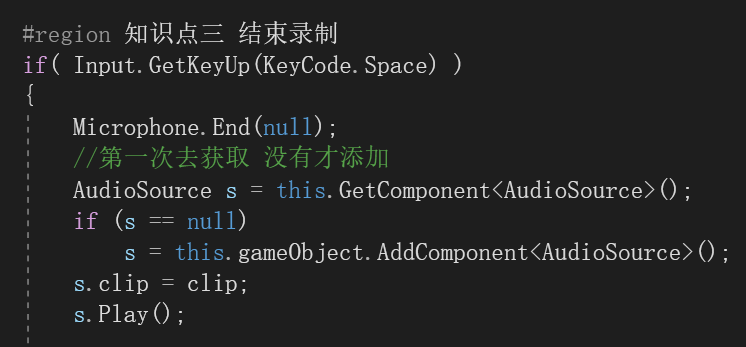 #region 知识点三 结束录制
if( Input.GetKeyUp(KeyCode.Space) )
{
Microphone.End(null);
//第一次去获取 没有才添加
AudioSource s = this.GetComponent<AudioSource>();
if (s == null)
s = this.gameObject.AddComponent<AudioSource>();
s.clip = clip;
s.Play();